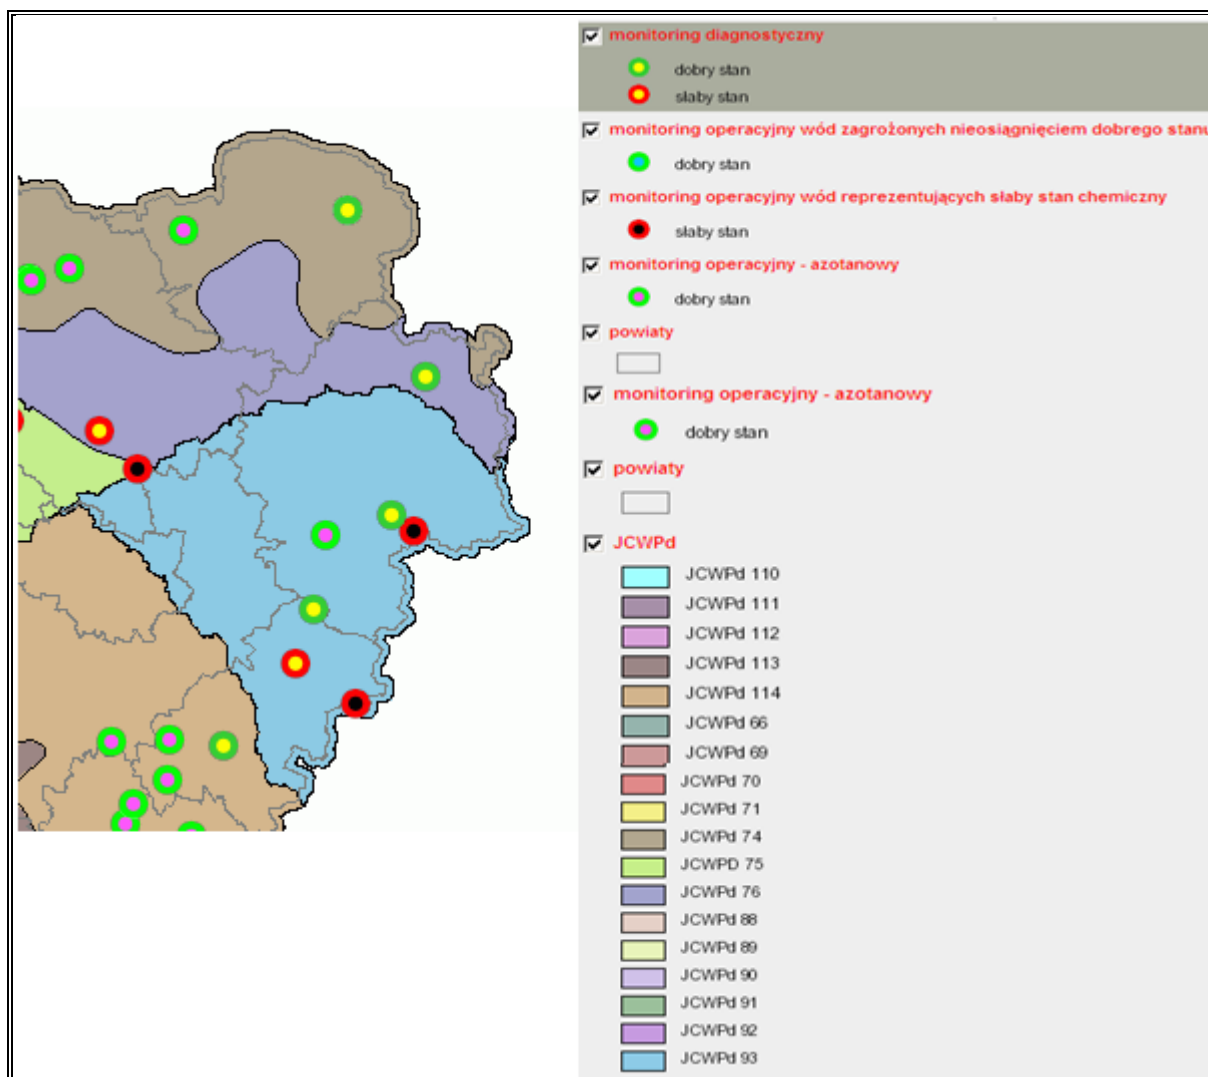 monitoring diagnostyczny
dobry stan
słaby stan
monitoring operacyjny wód zagrożonych nieosiągnięciem dobrego stanu
dobry stan
monitoring operacyjny wód reprezentujących słaby stan chemiczny
słaby stan
monitoring operacyjny - azotanowy
dobry stan
powiaty
monitoring operacyjny - azotanowy
dobry stan
powiaty
JCWPd
JCWPd 110
JCWPd 111
JCWPd 112
JCWPd 113
JCWPd 114
JCWPd 66
JCWPd 69
JCWPd 70
JCWPd 71
JCWPd 74
JCWPD 75
JCWPd 76
JCWPd 88
JCWPd 89
JCWPd 90
JCWPd 91
JCWPd 92
JCWPd 93